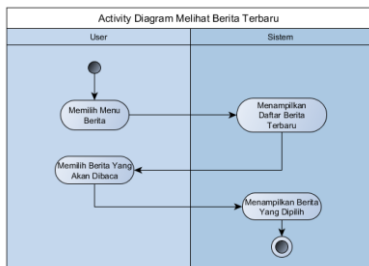 Activity Diagram Melihat Berita Terbaru
User
Sistem
Memilih Menu
Berita
Menampilkan
Daftar Berita
Terbaru
Memilih Berita Yang
Akan Dibaca
Menampilkan Berita
Yang Dipilih